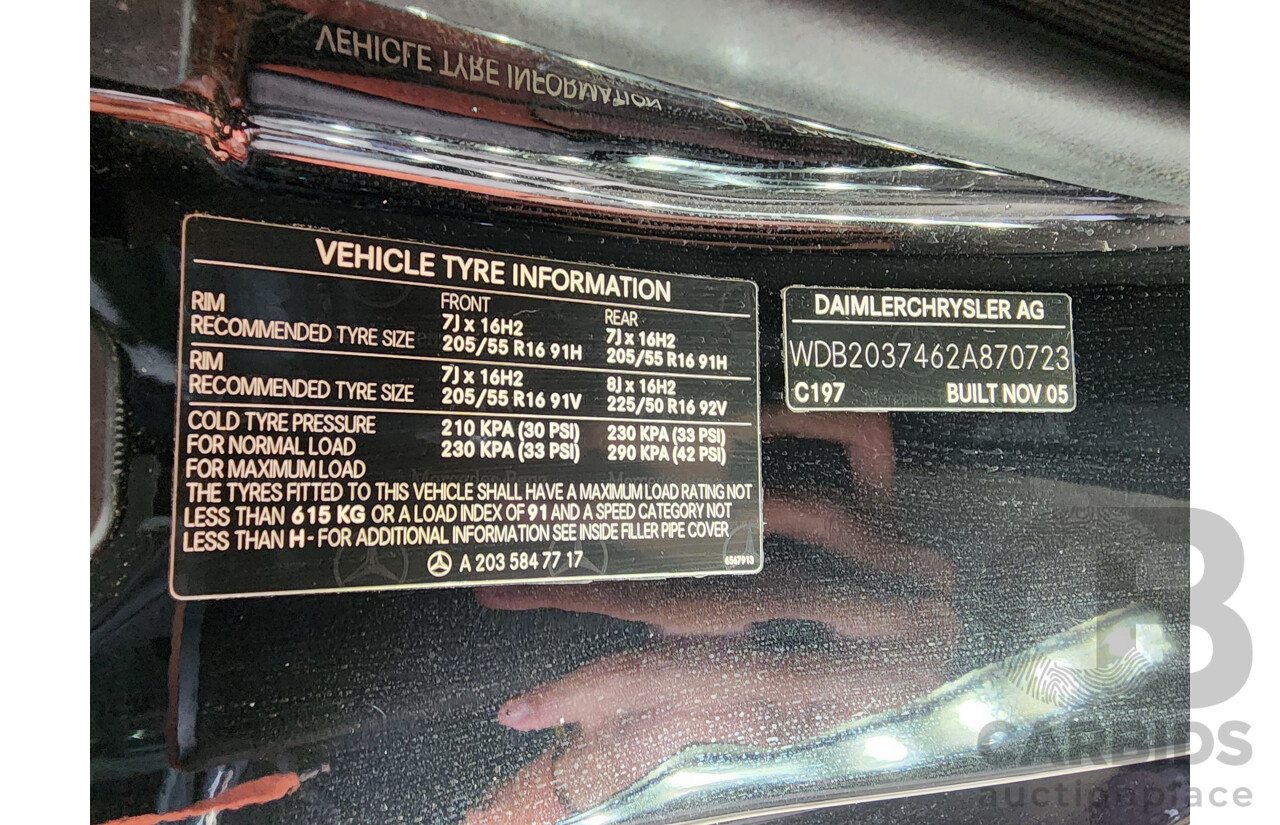 VEHICLE TYRE INFORMATION
VEHICLE TYRE INFORMATION
FRONT REAR
RIM 7J x 16H2 7J x 16H2
RECOMMENDED TYRE SIZE 205/55 R16 91H 205/55 R16 91H
RIM 7J x 16H2 8J x 16H2
RECOMMENDED TYRE SIZE 205/55 R16 91V 225/50 R16 92V
COLD TYRE PRESSURE
FOR NORMAL LOAD 210 KPA (30 PSI) 230 KPA (33 PSI)
FOR MAXIMUM LOAD 230 KPA (33 PSI) 290 KPA (42 PSI)
THE TYRES FITTED TO THIS VEHICLE SHALL HAVE A MAXIMUM LOAD RATING NOT
LESS THAN 615 KG OR A LOAD INDEX OF 91 AND A SPEED CATEGORY NOT
LESS THAN H - FOR ADDITIONAL INFORMATION SEE INSIDE FILLER PIPE COVER
A 203 584 77 17
6567913
DAIMLERCHRYSLER AG
WDB2037462A870723
C197 BUILT NOV 05
B
CARBIDS
auctionplace